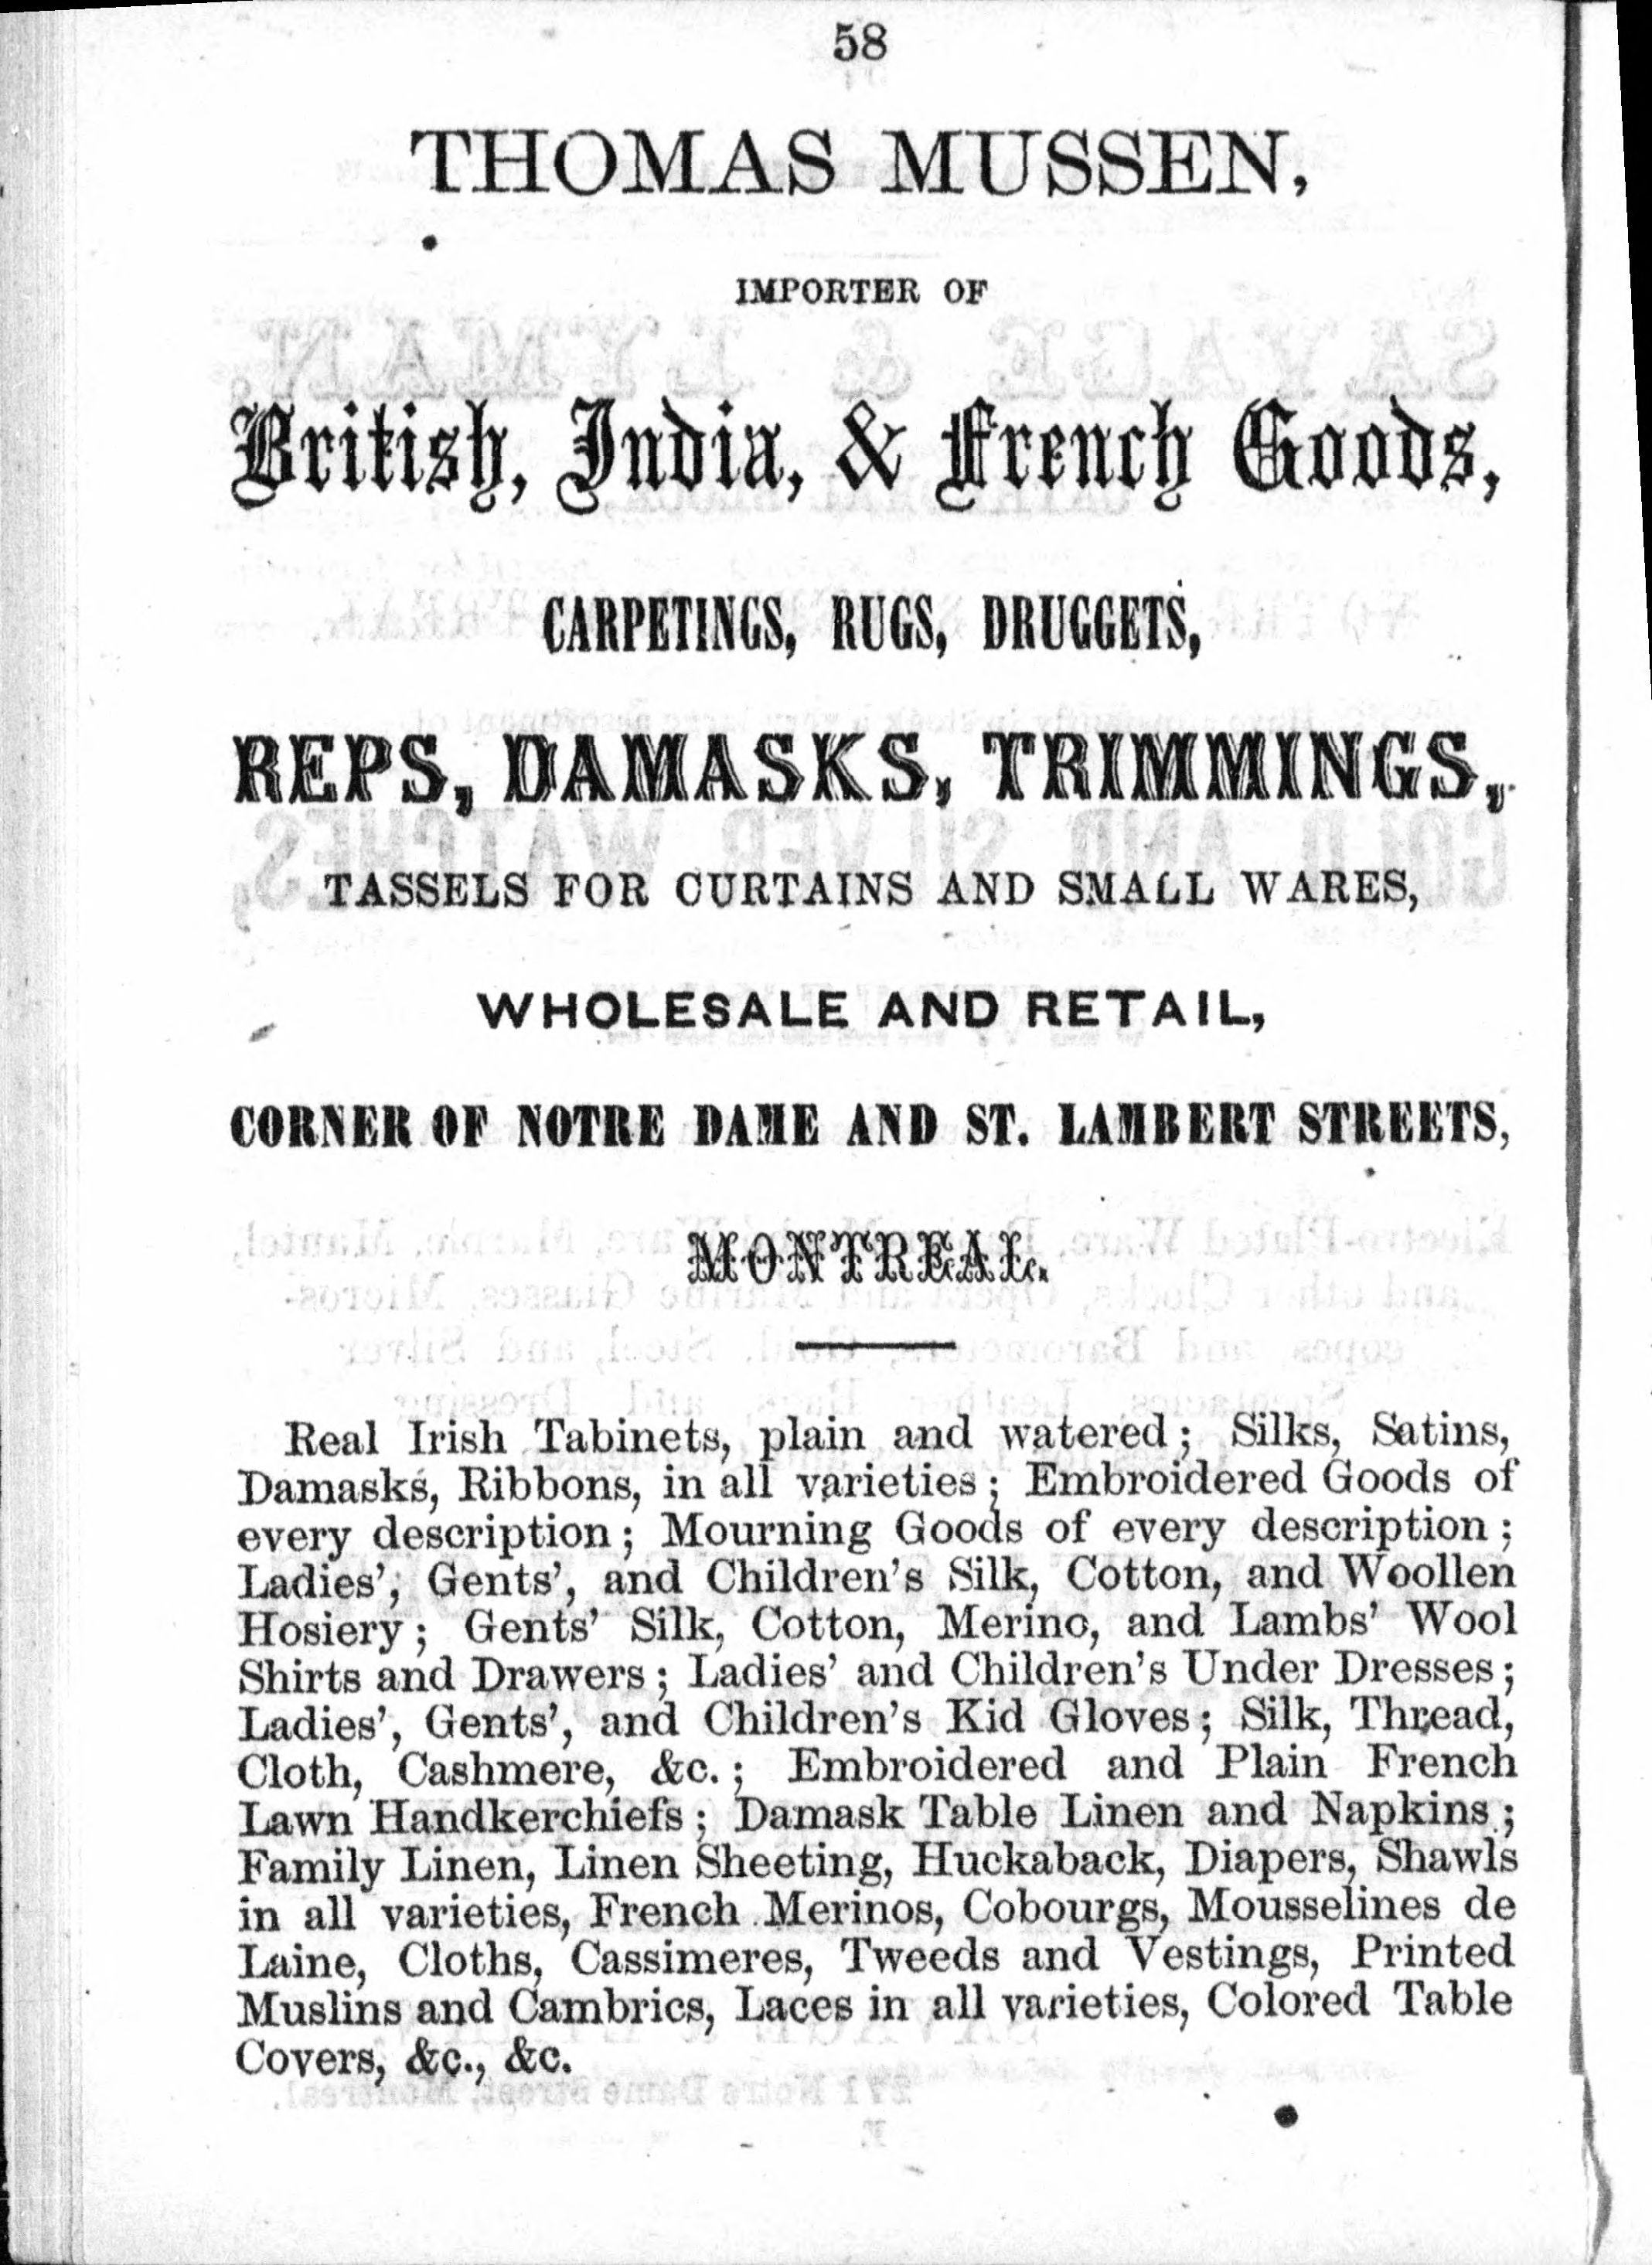 58
THOMAS MUSSEN,
IMPORTER OF
British, India, & French Goods,
CARPETINGS, RUGS, DRUGGETS,
REPS, DAMASKS, TRIMMINGS,
TASSELS FOR CURTAINS AND SMALL WARES,
WHOLESALE AND RETAIL,
CORNER OF NOTRE DAME AND ST. LAMBERT STREETS,
MONTREAL.
Real Irish Tabinets, plain and watered; Silks, Satins,
Damasks, Ribbons, in all varieties; Embroidered Goods of
every description; Mourning Goods of every description;
Ladies', Gents', and Children's Silk, Cotton, and Woollen
Hosiery; Gents' Silk, Cotton, Merino, and Lambs' Wool
Shirts and Drawers; Ladies' and Children's Under Dresses;
Ladies', Gents', and Children's Kid Gloves; Silk, Thread,
Cloth, Cashmere, &c.; Embroidered and Plain French
Lawn Handkerchiefs; Damask Table Linen and Napkins;
Family Linen, Linen Sheeting, Huckaback, Diapers, Shawls
in all varieties, French Merinos, Cobourgs, Mousselines de
Laine, Cloths, Cassimeres, Tweeds and Vestings, Printed
Muslins and Cambrics, Laces in all varieties, Colored Table
Covers, &c., &c.